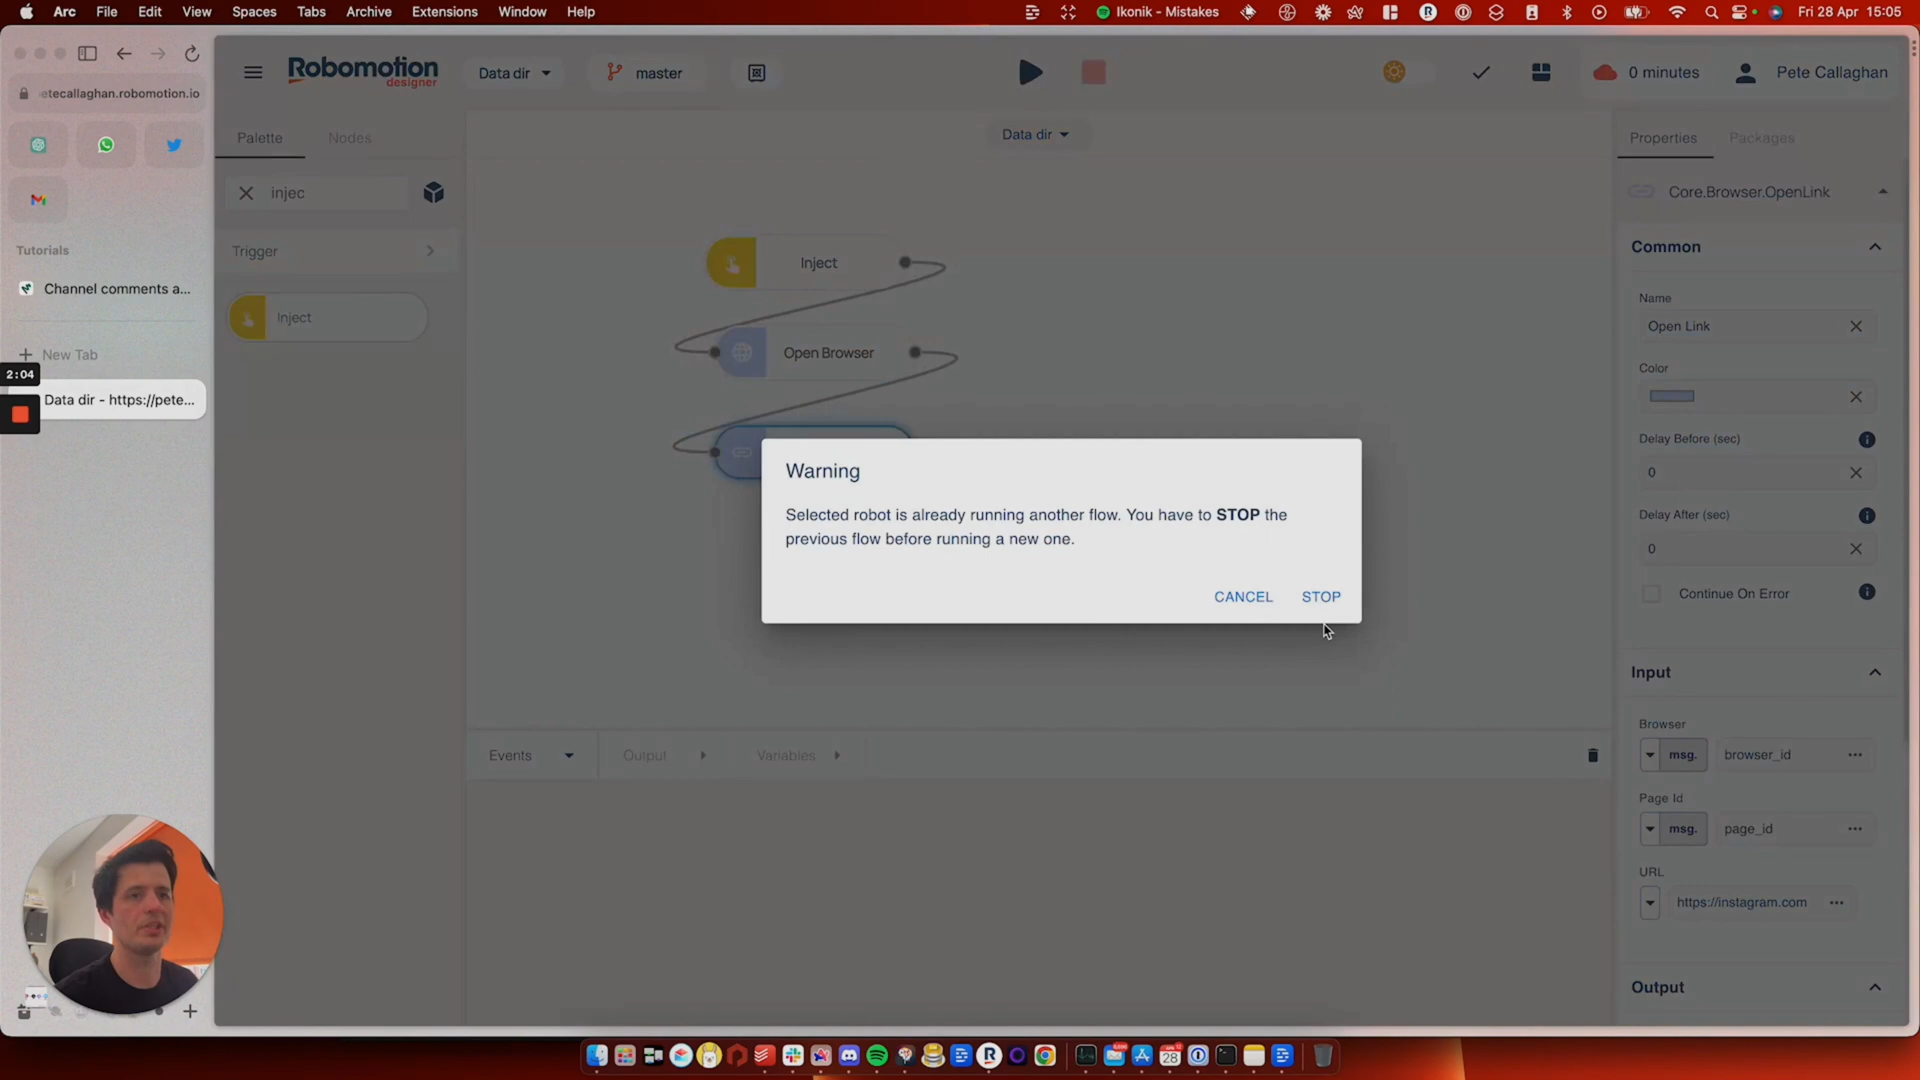 Arc File Edit View Spaces Tabs Archive Extensions Window Help
Ikonik - Mistakes
Fri 28 Apr 15:05
etecallaghan.robomotion.io
Robomotion
designer
Data dir
master
0 minutes
Pete Callaghan
Palette
Nodes
Data dir
Properties
Packages
injec
Core.Browser.OpenLink
Tutorials
Channel comments a...
New Tab
2:04
Data dir - https://pete...
Trigger
Inject
Inject
Open Browser
Common
Name
Open Link
Color
Delay Before (sec)
0
Delay After (sec)
0
Continue On Error
Warning
Selected robot is already running another flow. You have to STOP the
previous flow before running a new one.
CANCEL
STOP
Input
Browser
msg.
browser_id
Page Id
msg.
page_id
URL
https://instagram.com
Output
Events
Output
Variables
28